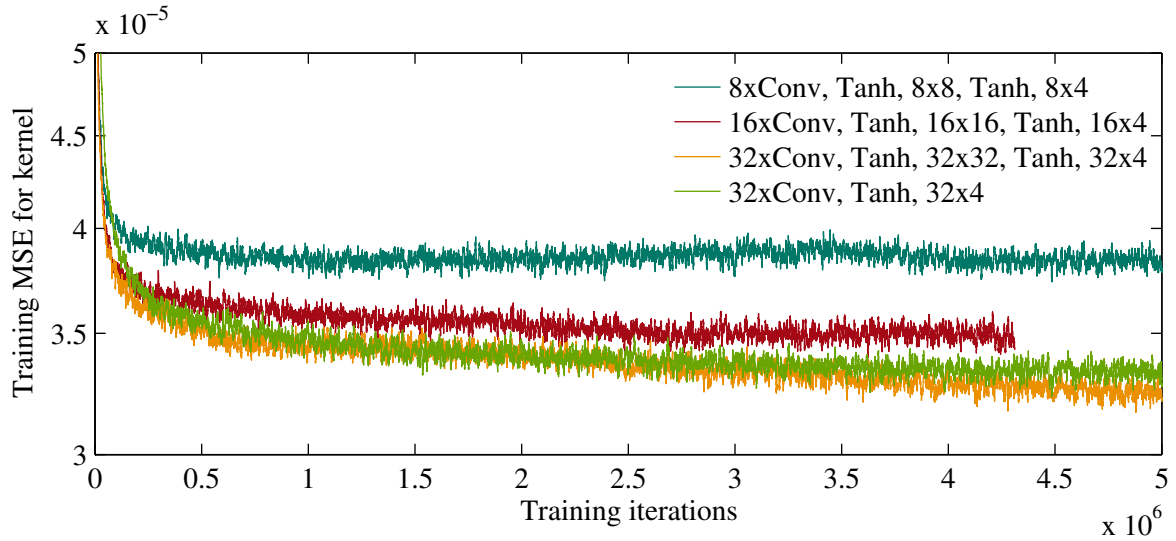 x 10⁻⁵
5
4.5
4
3.5
3
Training MSE for kernel
8xConv, Tanh, 8x8, Tanh, 8x4
16xConv, Tanh, 16x16, Tanh, 16x4
32xConv, Tanh, 32x32, Tanh, 32x4
32xConv, Tanh, 32x4
0 0.5 1 1.5 2 2.5 3 3.5 4 4.5 5
Training iterations
x 10⁶